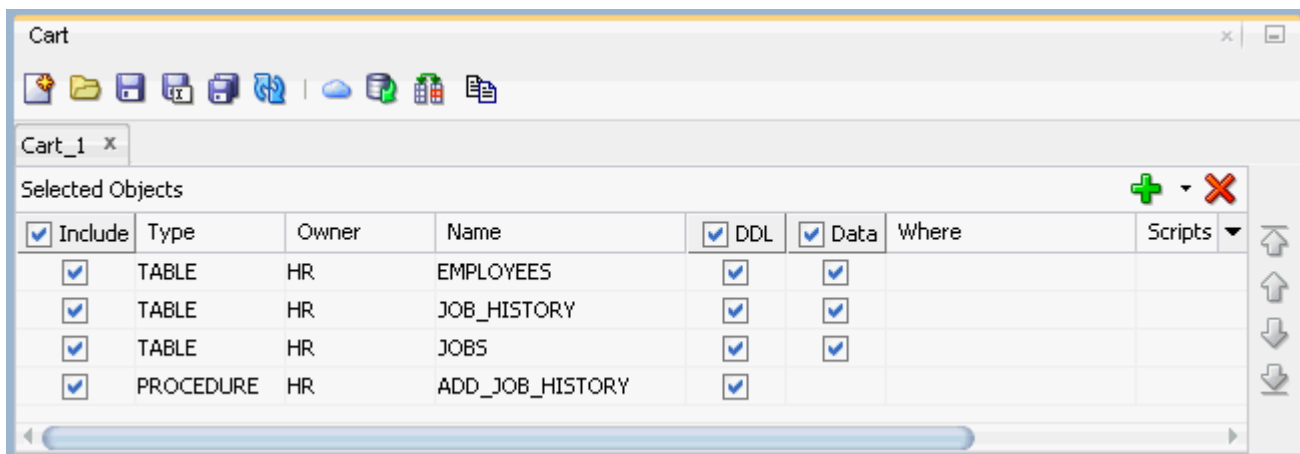 Cart
Cart_1
Selected Objects
Include Type Owner Name DDL Data Where Scripts
TABLE HR EMPLOYEES
TABLE HR JOB_HISTORY
TABLE HR JOBS
PROCEDURE HR ADD_JOB_HISTORY